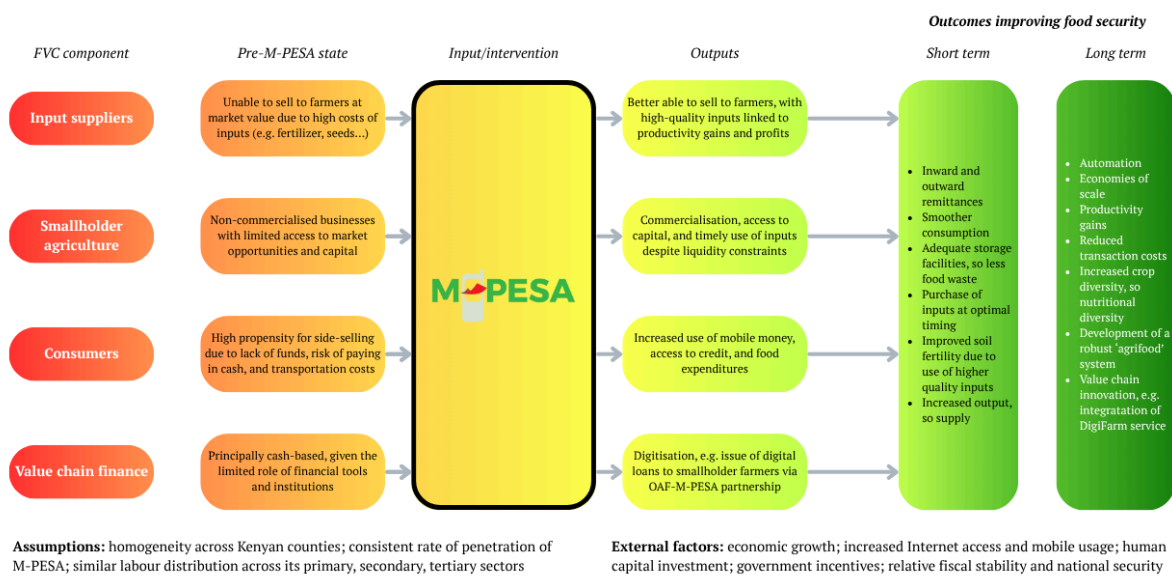 Outcomes improving food security
FVC component
Pre-M-PESA state
Input/intervention
Outputs
Short term
Long term
Input suppliers
Unable to sell to farmers at
market value due to high costs of
inputs (e.g. fertilizer, seeds...)
Better able to sell to farmers, with
high-quality inputs linked to
productivity gains and profits
Smallholder
agriculture
Non-commercialised businesses
with limited access to market
opportunities and capital
Commercialisation, access to
capital, and timely use of inputs
despite liquidity constraints
M-PESA
Consumers
High propensity for side-selling
due to lack of funds, risk of paying
in cash, and transportation costs
Increased use of mobile money,
access to credit, and food
expenditures
Value chain finance
Principally cash-based, given the
limited role of financial tools
and institutions
Digitisation, e.g. issue of digital
loans to smallholder farmers via
OAF-M-PESA partnership
• Inward and
outward
remittances
• Smoother
consumption
• Adequate storage
facilities, so less
food waste
• Purchase of
inputs at optimal
timing
• Improved soil
fertility due to
use of higher
quality inputs
• Increased output,
so supply
• Automation
• Economies of
scale
• Productivity
gains
• Reduced
transaction costs
• Increased crop
diversity, so
nutritional
diversity
• Development of a
robust 'agrifood'
system
• Value chain
innovation, e.g.
integratation of
DigiFarm service
Assumptions: homogeneity across Kenyan counties; consistent rate of penetration of
M-PESA; similar labour distribution across its primary, secondary, tertiary sectors
External factors: economic growth; increased Internet access and mobile usage; human
capital investment; government incentives; relative fiscal stability and national security